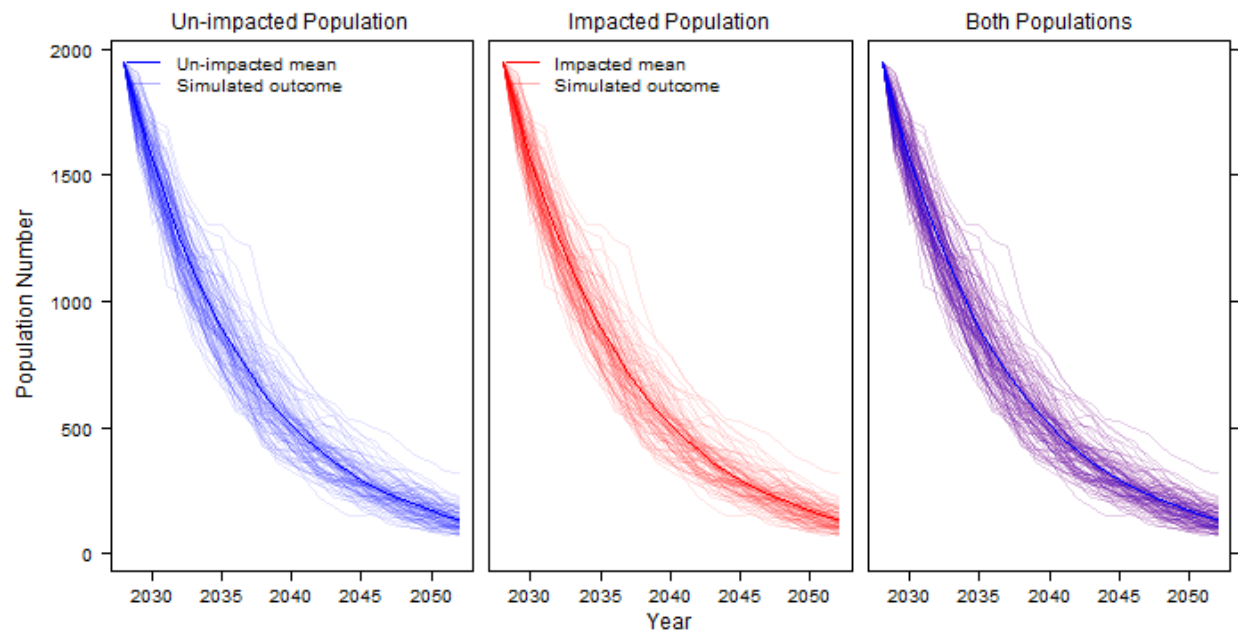 Un-impacted Population
Impacted Population
Both Populations
Un-impacted mean
Simulated outcome
Impacted mean
Simulated outcome
Population Number
2000
1500
1000
500
0
2030 2035 2040 2045 2050
2030 2035 2040 2045 2050
2030 2035 2040 2045 2050
Year